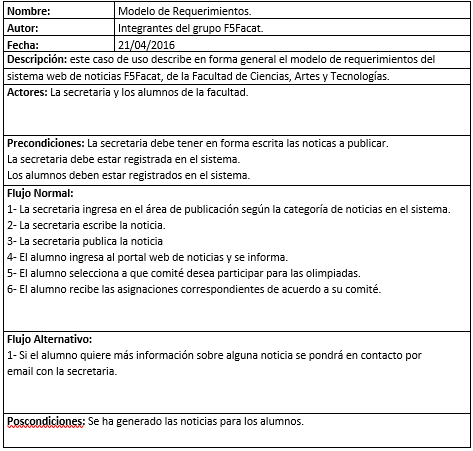 Nombre: Modelo de Requerimientos.
Autor: Integrantes del grupo F5Facat.
Fecha: 21/04/2016
Descripción: este caso de uso describe en forma general el modelo de requerimientos del
sistema web de noticias F5Facat, de la Facultad de Ciencias, Artes y Tecnologías.
Actores: La secretaria y los alumnos de la facultad.
Precondiciones: La secretaria debe tener en forma escrita las noticas a publicar.
La secretaria debe estar registrada en el sistema.
Los alumnos deben estar registrados en el sistema.
Flujo Normal:
1- La secretaria ingresa en el área de publicación según la categoría de noticias en el sistema.
2- La secretaria escribe la noticia.
3- La secretaria publica la noticia
4- El alumno ingresa al portal web de noticias y se informa.
5- El alumno selecciona a que comité desea participar para las olimpiadas.
6- El alumno recibe las asignaciones correspondientes de acuerdo a su comité.
Flujo Alternativo:
1- Si el alumno quiere más información sobre alguna noticia se pondrá en contacto por
email con la secretaria.
Poscondiciones: Se ha generado las noticias para los alumnos.